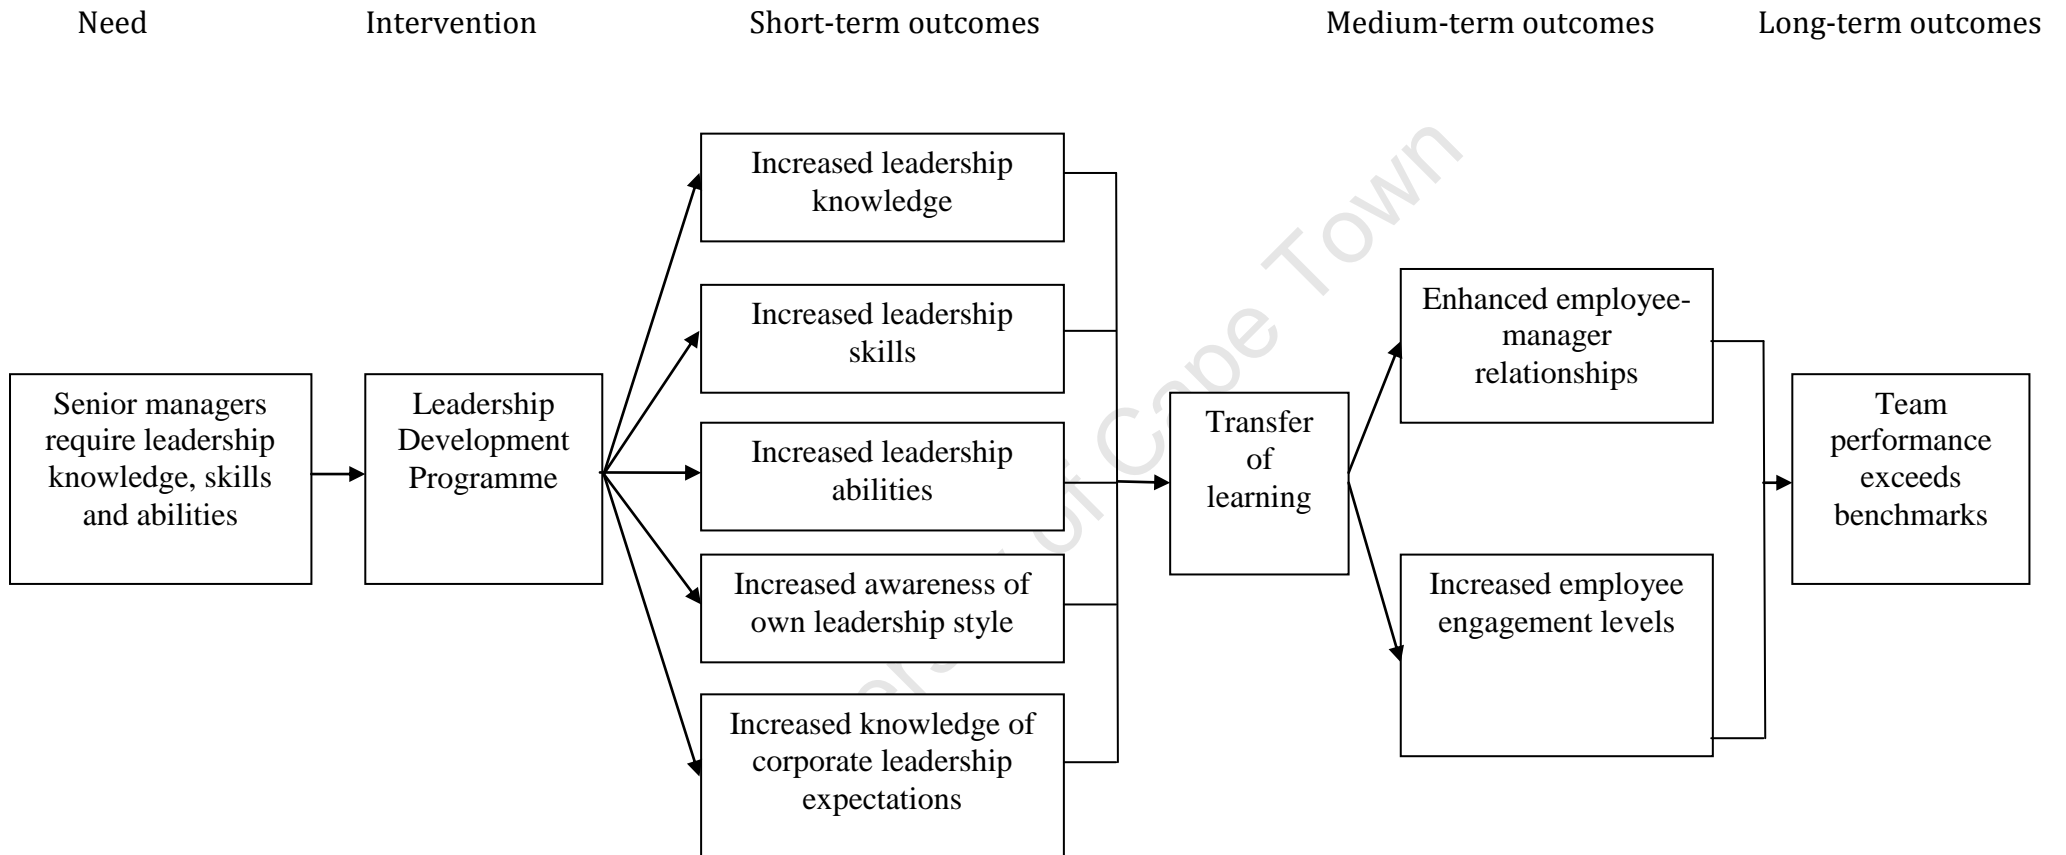 Need
Intervention
Short-term outcomes
Medium-term outcomes
Long-term outcomes
Senior managers
require leadership
knowledge, skills
and abilities
Leadership
Development
Programme
Increased leadership
knowledge
Increased leadership
skills
Increased leadership
abilities
Increased awareness of
own leadership style
Increased knowledge of
corporate leadership
expectations
Transfer
of
learning
Enhanced employee-
manager
relationships
Increased employee
engagement levels
Team
performance
exceeds
benchmarks
of Cape Town